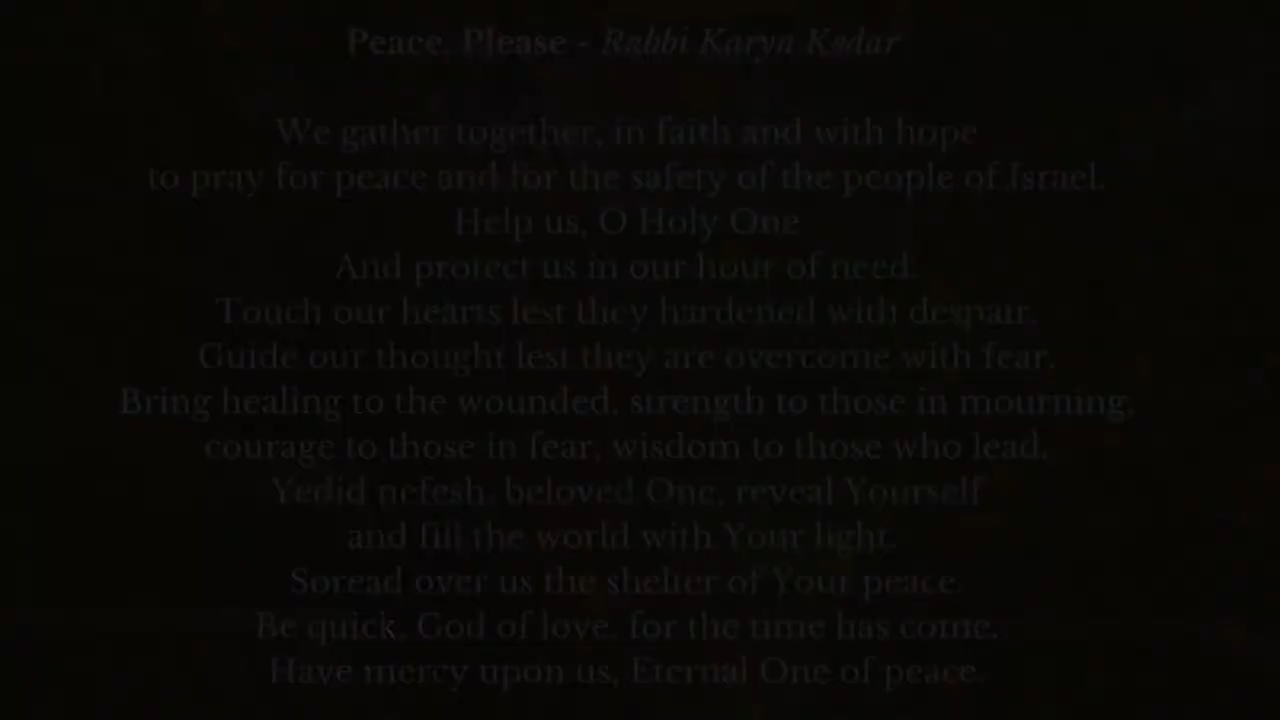 Peace, Please - Rabbi Karyn Kedar
We gather together, in faith and with hope
to pray for peace and for the safety of the people of Israel.
Help us, O Holy One
And protect us in our hour of need.
Touch our hearts lest they hardened with despair.
Guide our thought lest they are overcome with fear.
Bring healing to the wounded, strength to those in mourning,
courage to those in fear, wisdom to those who lead.
Yedid nefesh, beloved One, reveal Yourself
and fill the world with Your light.
Spread over us the shelter of Your peace.
Be quick, God of love, for the time has come.
Have mercy upon us, Eternal One of peace.